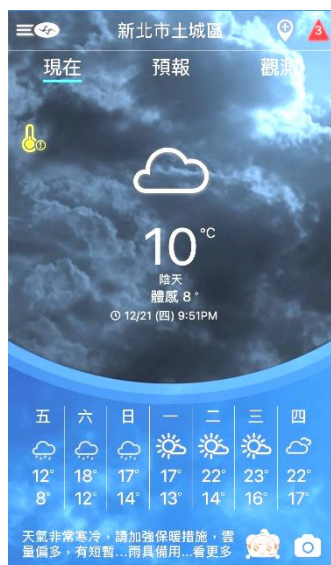 新北市土城區
3
現在 預報 觀測
10°C
陰天
體感 8°
12/21 (四) 9:51PM
五 六 日 一 二 三 四
12° 18° 17° 17° 22° 23° 22°
8° 12° 14° 13° 14° 16° 17°
天氣非常寒冷，請加強保暖措施，雲
量偏多，有短暫...雨具備用...看更多